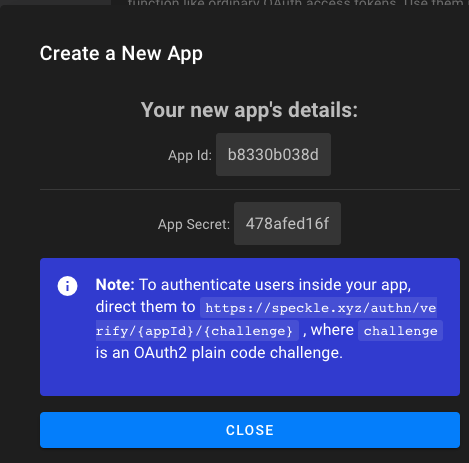 function like ordinary OAuth access tokens. Use them
Create a New App
Your new app's details:
App Id: b8330b038d
App Secret: 478afed16f
Note: To authenticate users inside your app,
direct them to https://speckle.xyz/authn/ve
rify/{appId}/{challenge} , where challenge
is an OAuth2 plain code challenge.
CLOSE